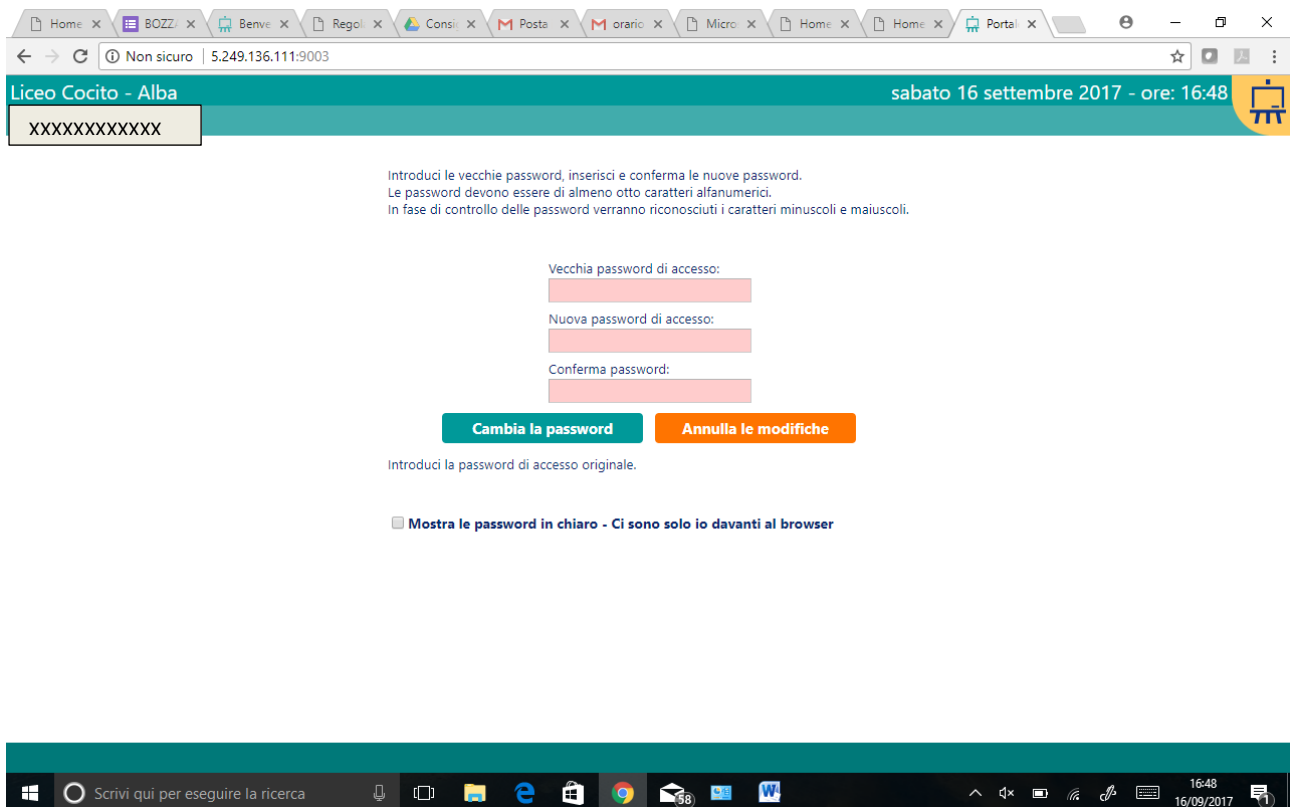 Home
BOZZ
Benve
Regol
Consig
Posta
orario
Micro
Home
Home
Portal
Non sicuro | 5.249.136.111:9003
Liceo Cocito - Alba
sabato 16 settembre 2017 - ore: 16:48
XXXXXXXXXXXX
Introduci le vecchie password, inserisci e conferma le nuove password.
Le password devono essere di almeno otto caratteri alfanumerici.
In fase di controllo delle password verranno riconosciuti i caratteri minuscoli e maiuscoli.
Vecchia password di accesso:
Nuova password di accesso:
Conferma password:
Cambia la password
Annulla le modifiche
Introduci la password di accesso originale.
Mostra le password in chiaro - Ci sono solo io davanti al browser
Scrivi qui per eseguire la ricerca
58
16:48
16/09/2017
1